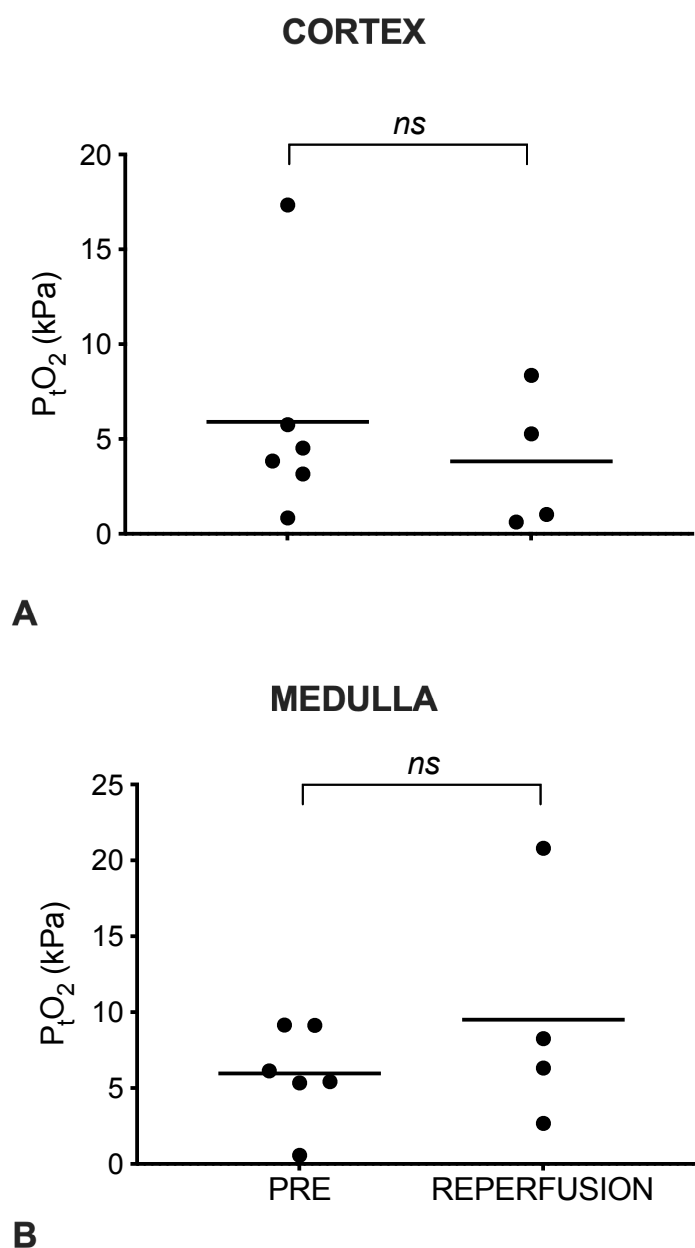 CORTEX
ns
20
15
10
5
0
PₜO₂ (kPa)
A
MEDULLA
ns
25
20
15
10
5
0
PₜO₂ (kPa)
PRE REPERFUSION
B